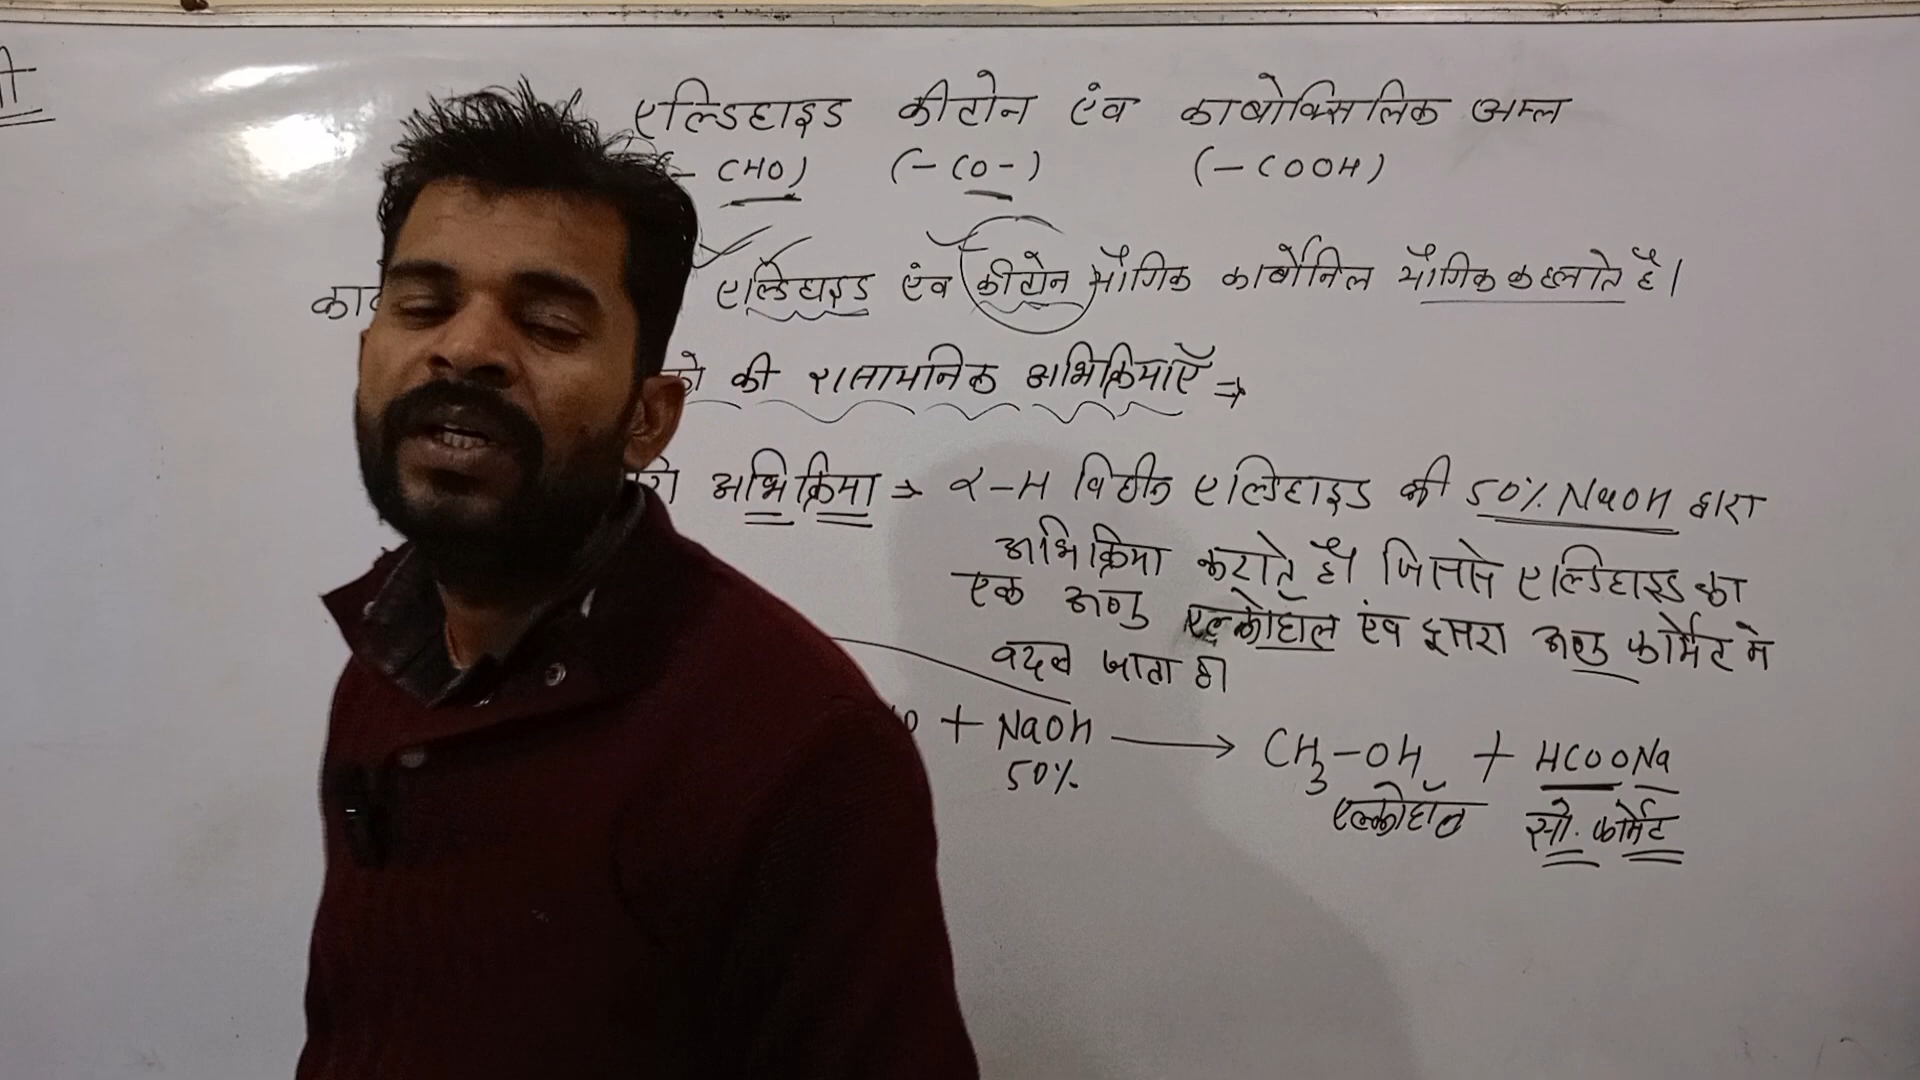 एल्डिहाइड कीटोन एंव कार्बोक्सिलिक अम्ल
(- CHO) (- CO -) (- COOH)
एल्डिहाइड एंव कीटोन यौगिक कार्बोनिल यौगिक कहलाते है।
की रासायनिक अभिक्रियाएँ ⇒
अभिक्रिया ⇒ α-H विहीन एल्डिहाइड की 50% NaOH द्वारा
अभिक्रिया कराते है। जिससे एल्डिहाइड का
एक अणु एल्कोहाल एंव दूसरा अणु फोर्मेट मे
बदल जाता है।
+ NaOH → CH3-OH + HCOONa
50% एल्कोहॉल सो. फोर्मेट